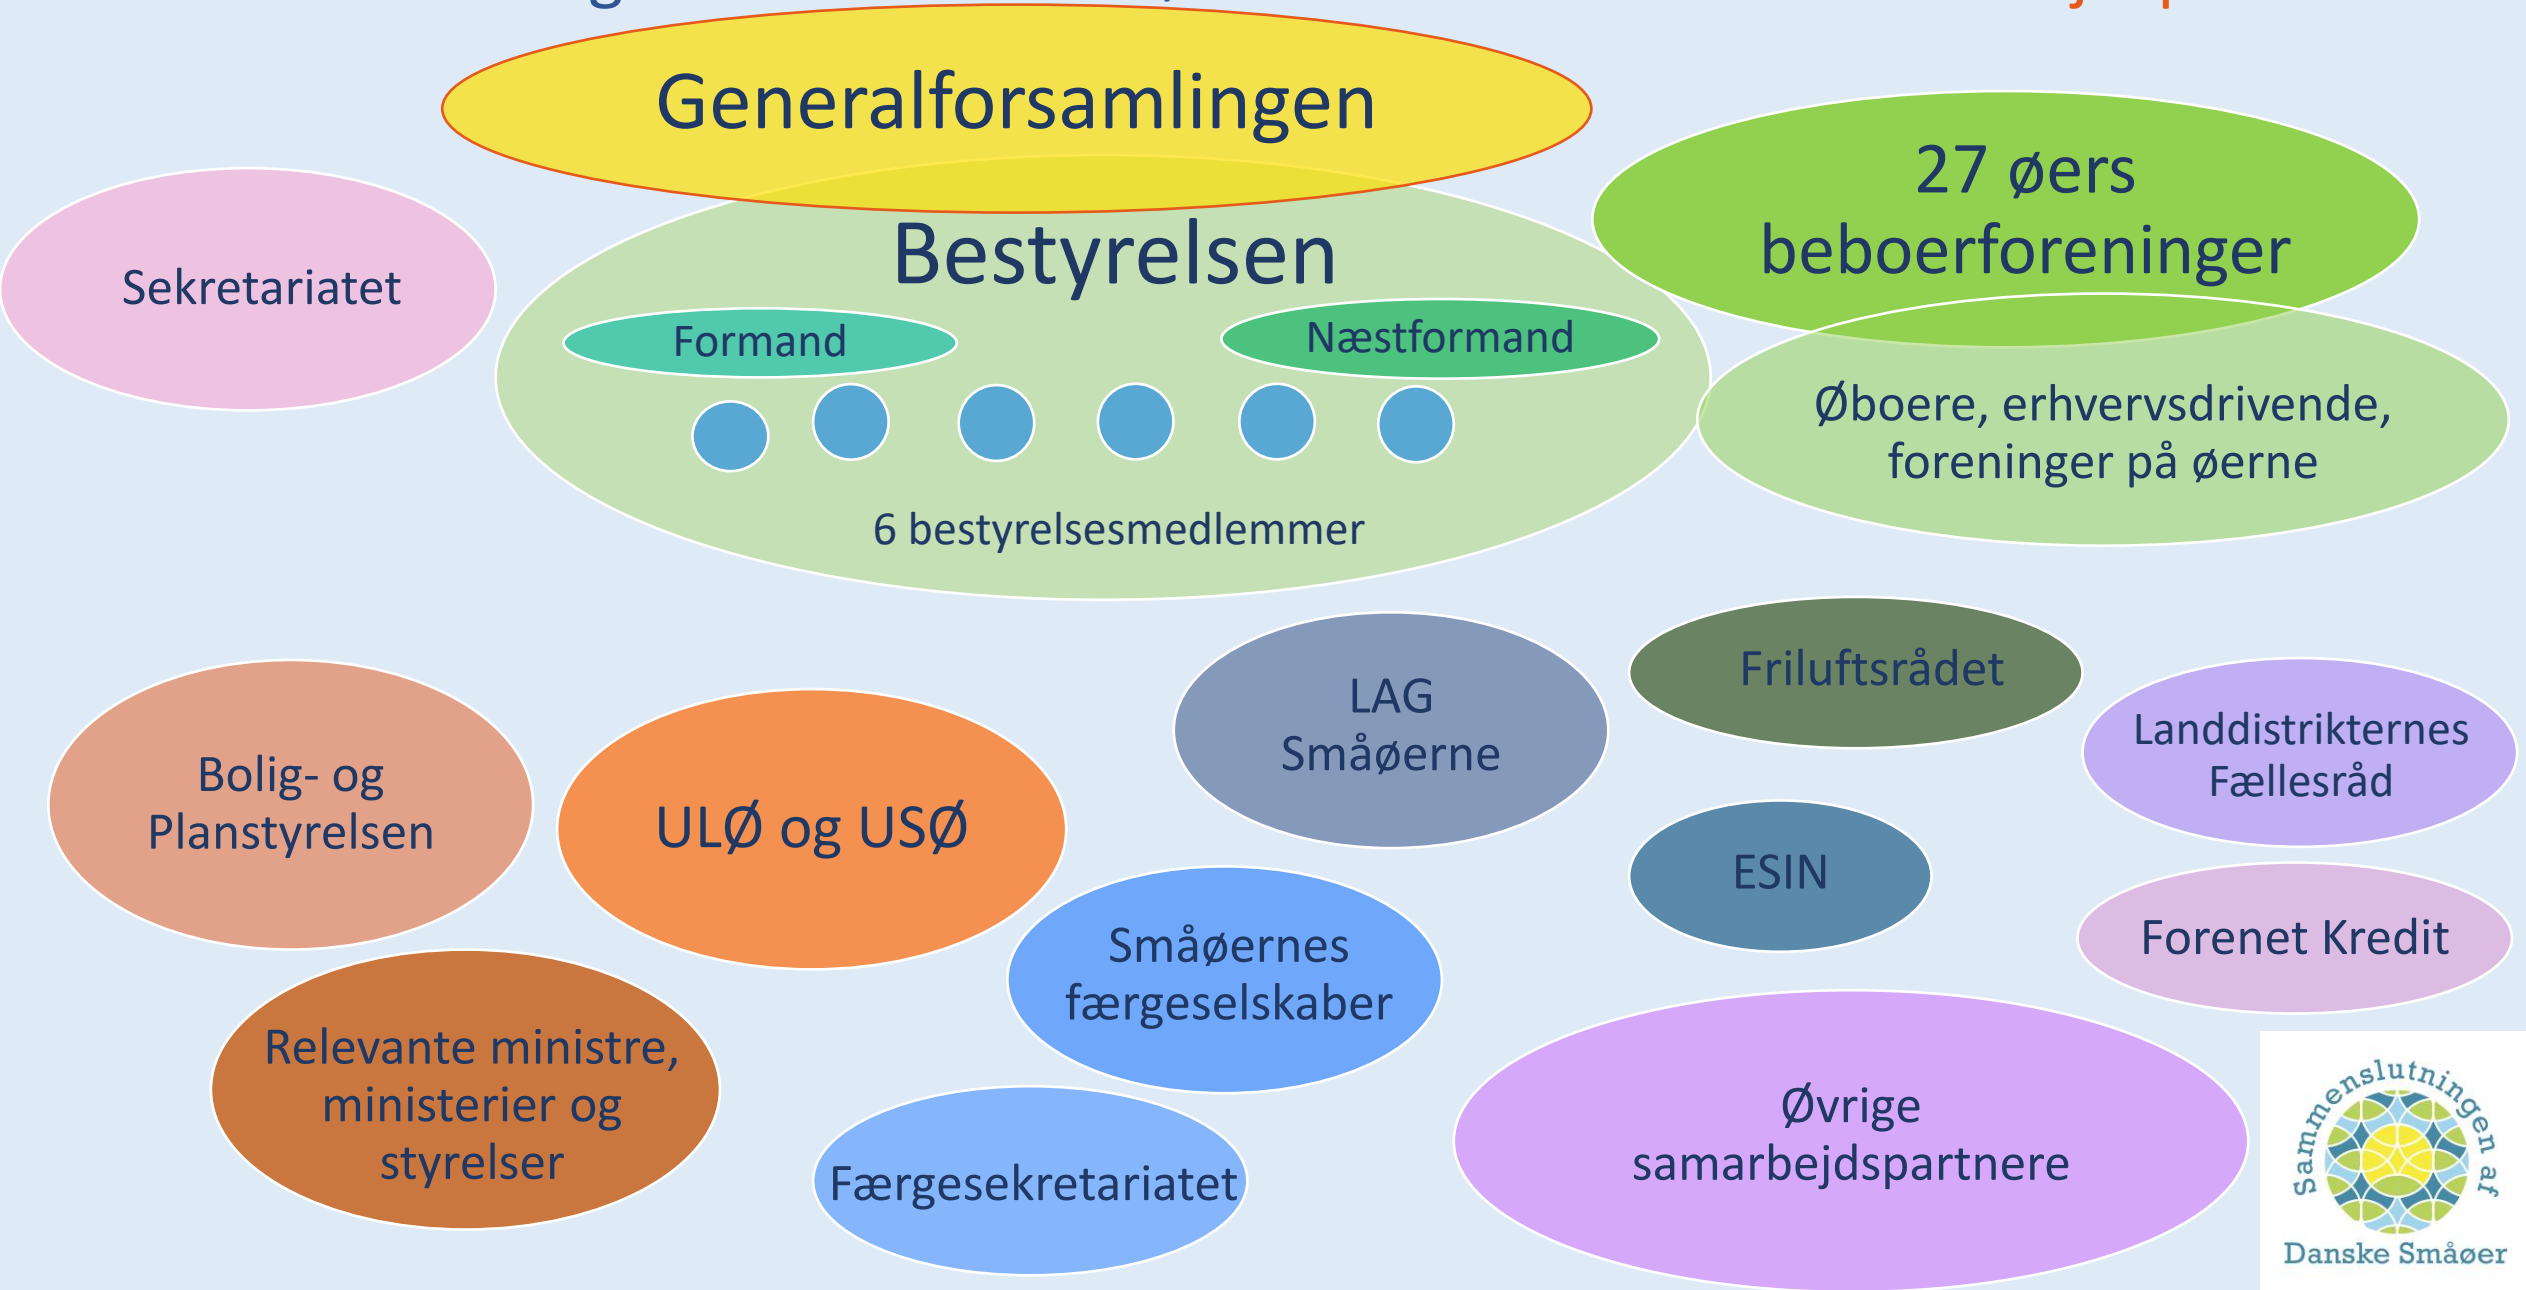 Generalforsamlingen
27 øers
beboerforeninger
Bestyrelsen
Sekretariatet
Formand
Næstformand
Øboere, erhvervsdrivende,
foreninger på øerne
6 bestyrelsesmedlemmer
LAG
Småøerne
Friluftsrådet
Landdistrikternes
Fællesråd
Bolig- og
Planstyrelsen
ULØ og USØ
ESIN
Småøernes
færgeselskaber
Forenet Kredit
Relevante ministre,
ministerier og
styrelser
Færgesekretariatet
Øvrige
samarbejdspartnere
Sammenslutningen af
Danske Småøer